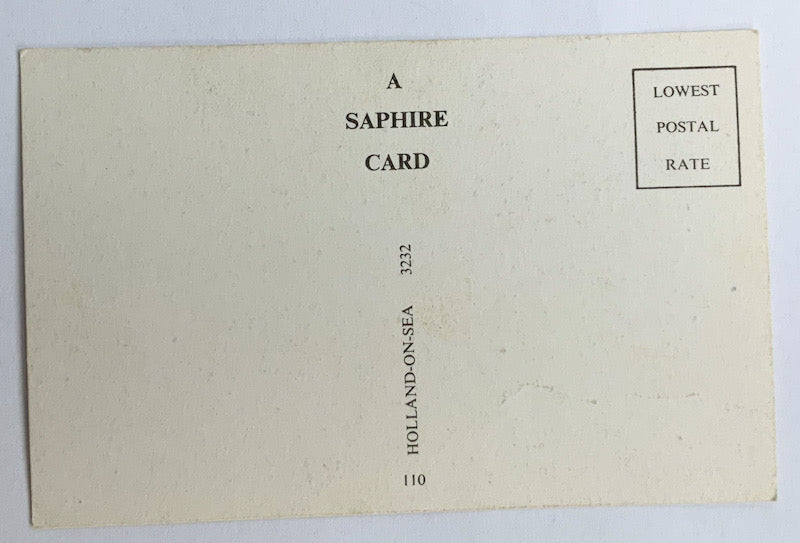 A
SAPHIRE
CARD
LOWEST
POSTAL
RATE
HOLLAND-ON-SEA 3232
110